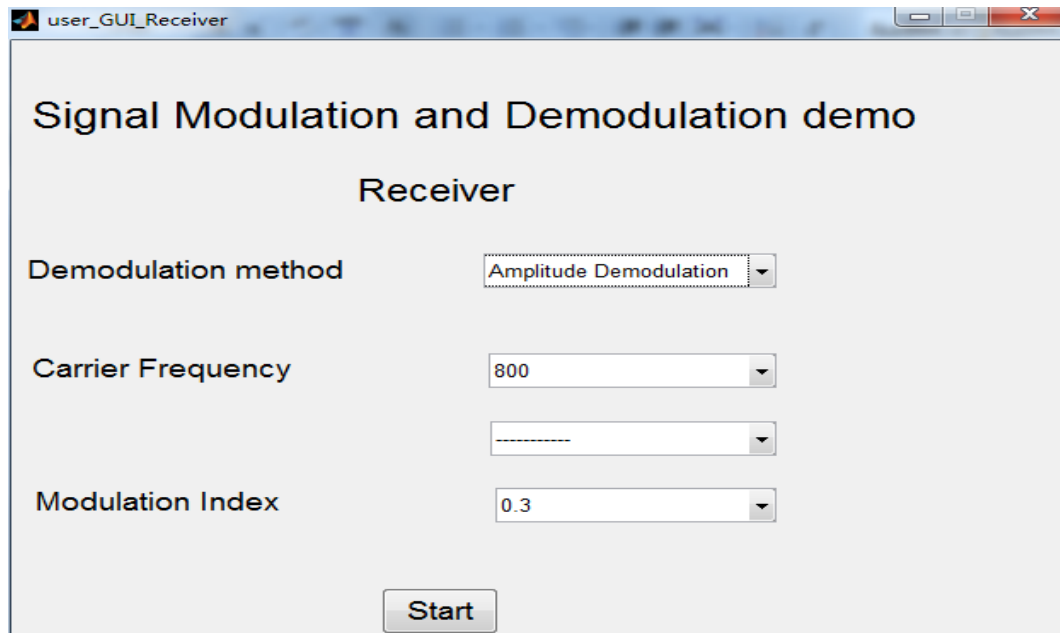 user_GUI_Receiver
Signal Modulation and Demodulation demo
Receiver
Demodulation method
Amplitude Demodulation
Carrier Frequency
800
-----------
Modulation Index
0.3
Start